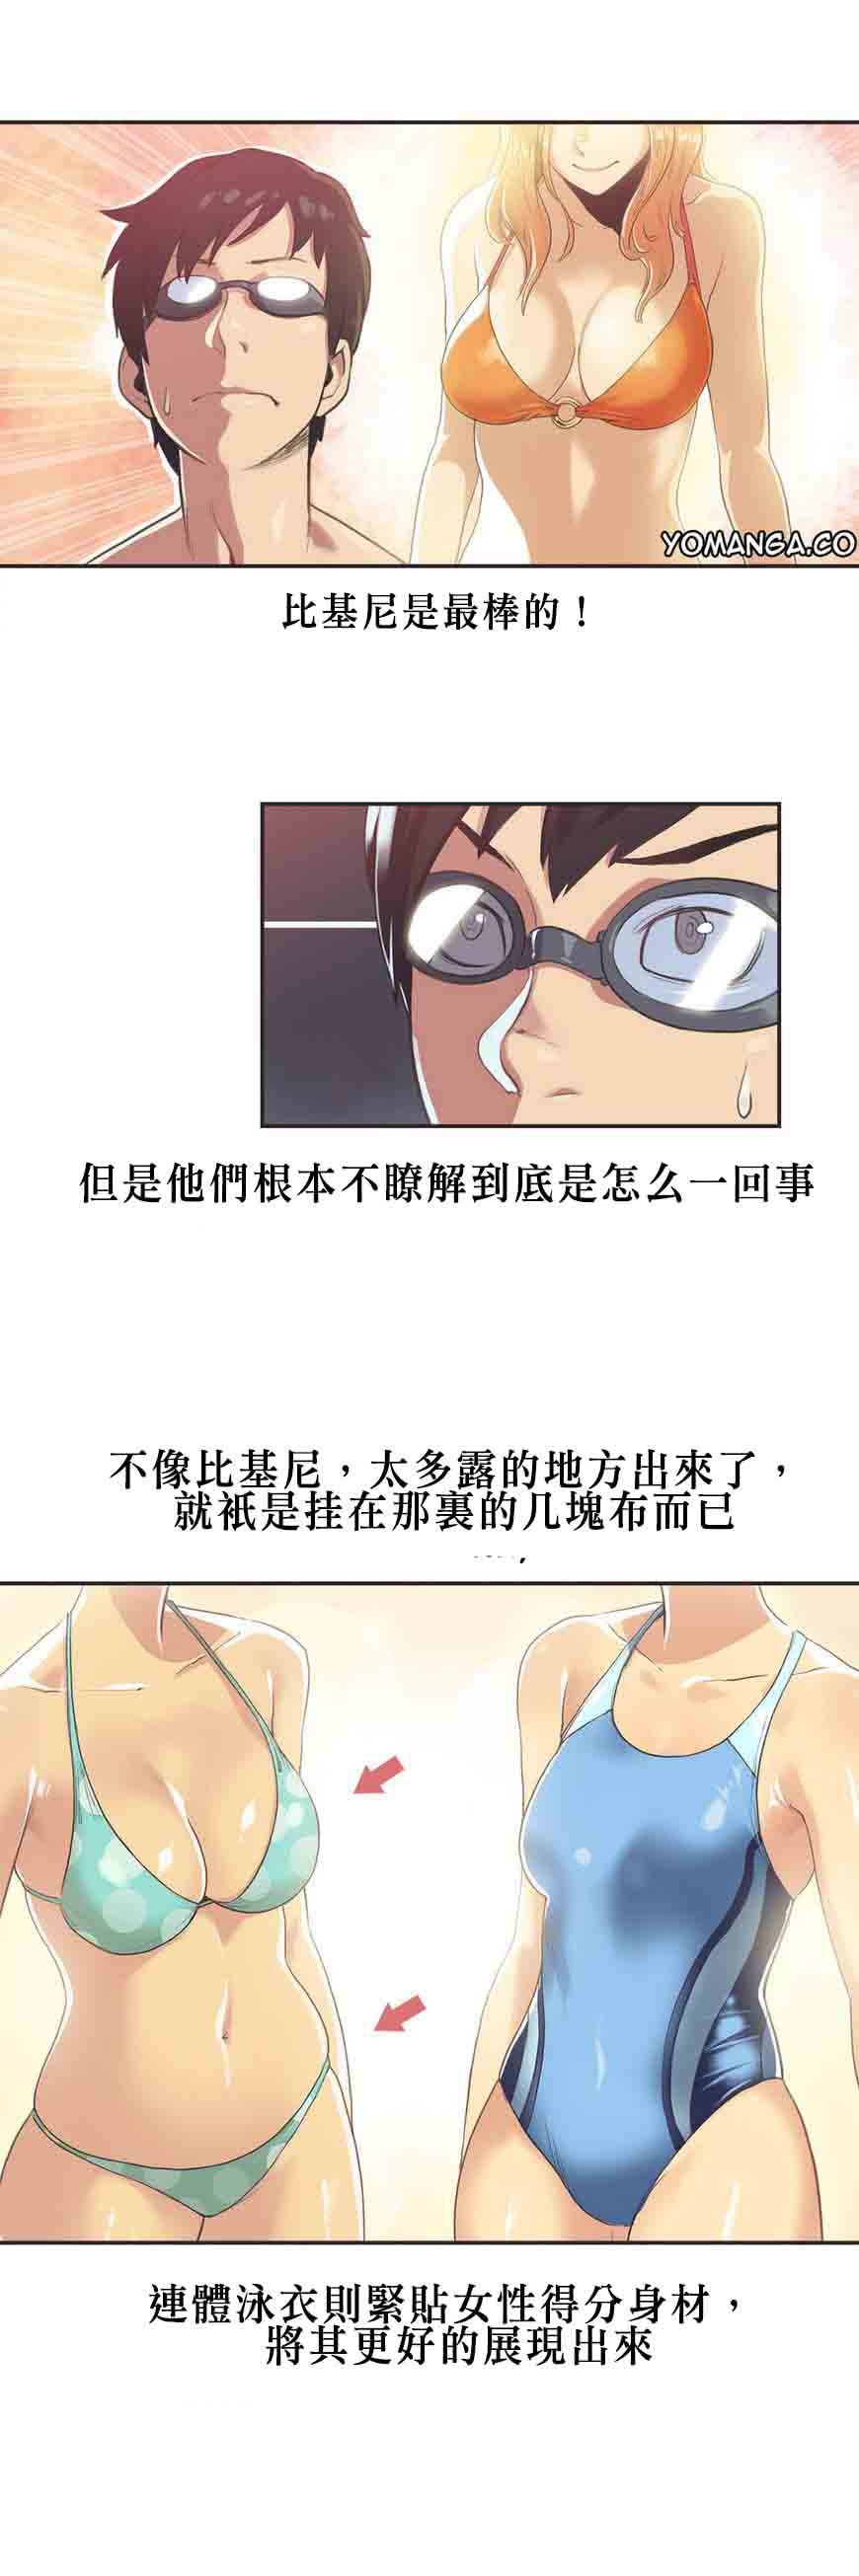 YOMANGA.CO
比基尼是最棒的！
但是他們根本不瞭解到底是怎么一回事
不像比基尼，太多露的地方出來了，
就衹是挂在那裏的几塊布而已
連體泳衣則緊貼女性得分身材，
將其更好的展現出來